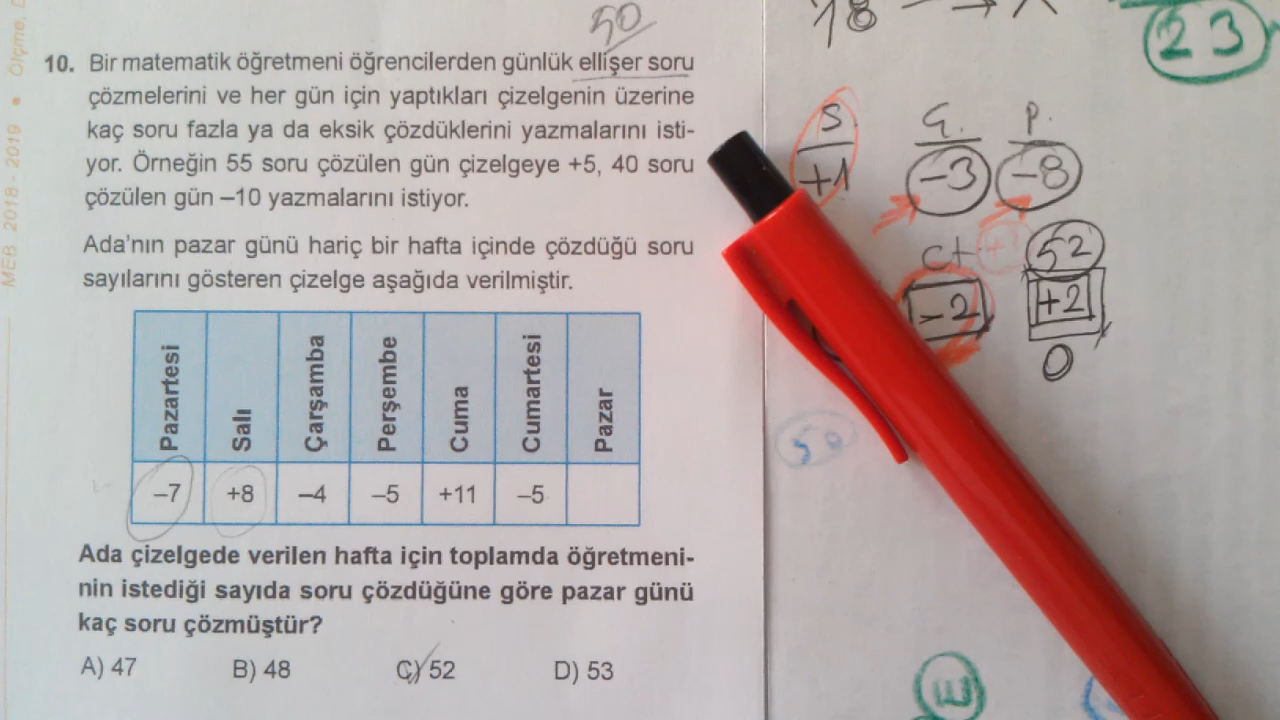 50
10. Bir matematik öğretmeni öğrencilerden günlük ellişer soru
çözmelerini ve her gün için yaptıkları çizelgenin üzerine
kaç soru fazla ya da eksik çözdüklerini yazmalarını isti-
yor. Örneğin 55 soru çözülen gün çizelgeye +5, 40 soru
çözülen gün –10 yazmalarını istiyor.
Ada'nın pazar günü hariç bir hafta içinde çözdüğü soru
sayılarını gösteren çizelge aşağıda verilmiştir.
Pazartesi Salı Çarşamba Perşembe Cuma Cumartesi Pazar
–7 +8 –4 –5 +11 –5
Ada çizelgede verilen hafta için toplamda öğretmeni-
nin istediği sayıda soru çözdüğüne göre pazar günü
kaç soru çözmüştür?
A) 47 B) 48 C) 52 D) 53
MEB 2018 - 2019 • Ölçme,
18
23
S Ç. P.
+1 -3 -8
Ct +1 52
-2 +2
0
50
E